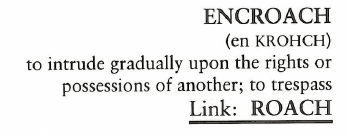 ENCROACH
(en KROHCH)
to intrude gradually upon the rights or
possessions of another; to trespass
Link: ROACH